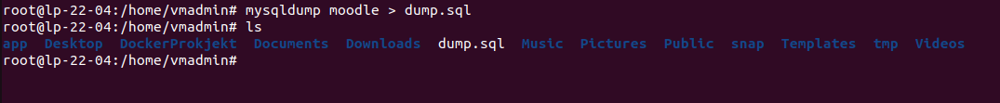 root@lp-22-04:/home/vmadmin# mysqldump moodle > dump.sql
root@lp-22-04:/home/vmadmin# ls
app  Desktop  DockerProkjekt  Documents  Downloads  dump.sql  Music  Pictures  Public  snap  Templates  tmp  Videos
root@lp-22-04:/home/vmadmin#